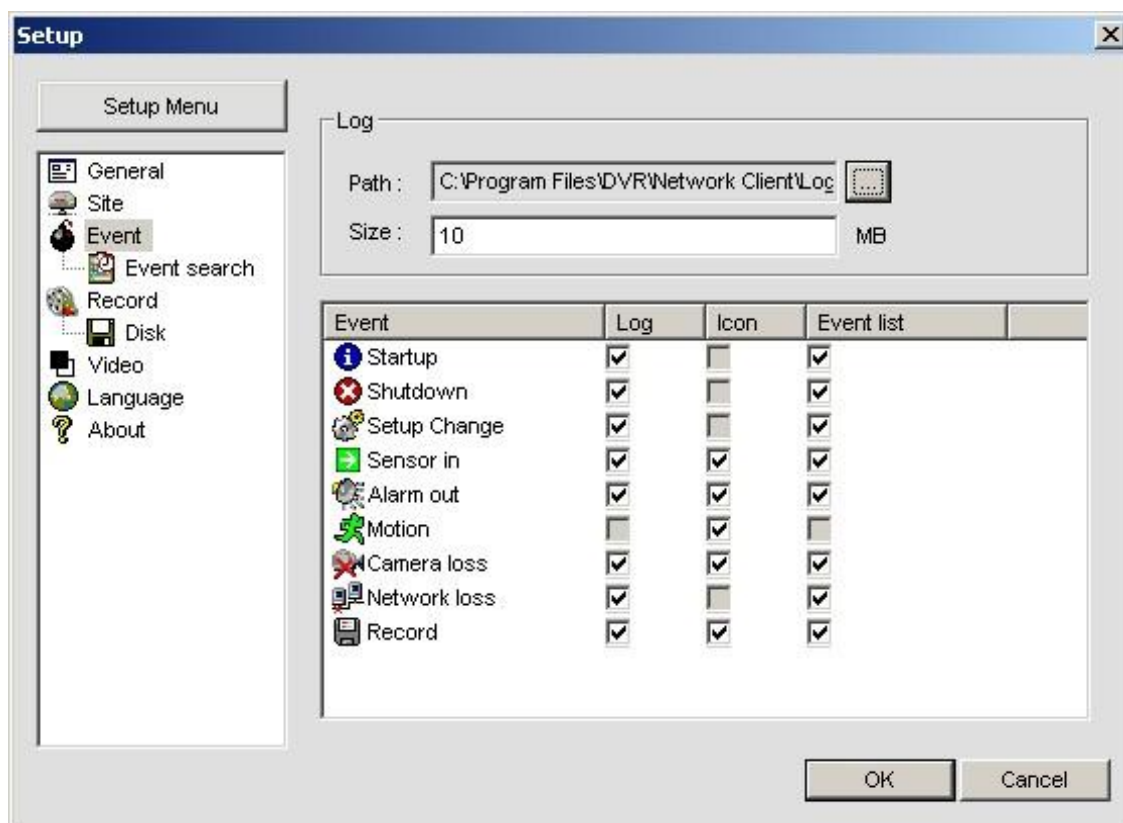 Setup
Setup Menu
General
Site
Event
Event search
Record
Disk
Video
Language
About
Log
Path : C:\Program Files\DVR\Network Client\Log ...
Size : 10 MB
Event Log Icon Event list
Startup
Shutdown
Setup Change
Sensor in
Alarm out
Motion
Camera loss
Network loss
Record
OK Cancel